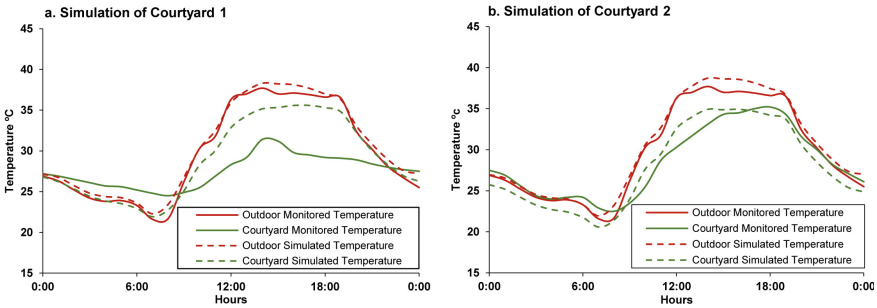 a. Simulation of Courtyard 1
45
40
35
30
25
20
15
Temperature ºC
Outdoor Monitored Temperature
Courtyard Monitored Temperature
Outdoor Simulated Temperature
Courtyard Simulated Temperature
0:00 6:00 12:00 18:00 0:00
Hours
b. Simulation of Courtyard 2
45
40
35
30
25
20
15
Temperature ºc
Outdoor Monitored Temperature
Courtyard Monitored Temperature
Outdoor Simulated Temperature
Courtyard Simulated Temperature
0:00 6:00 12:00 18:00 0:00
Hours